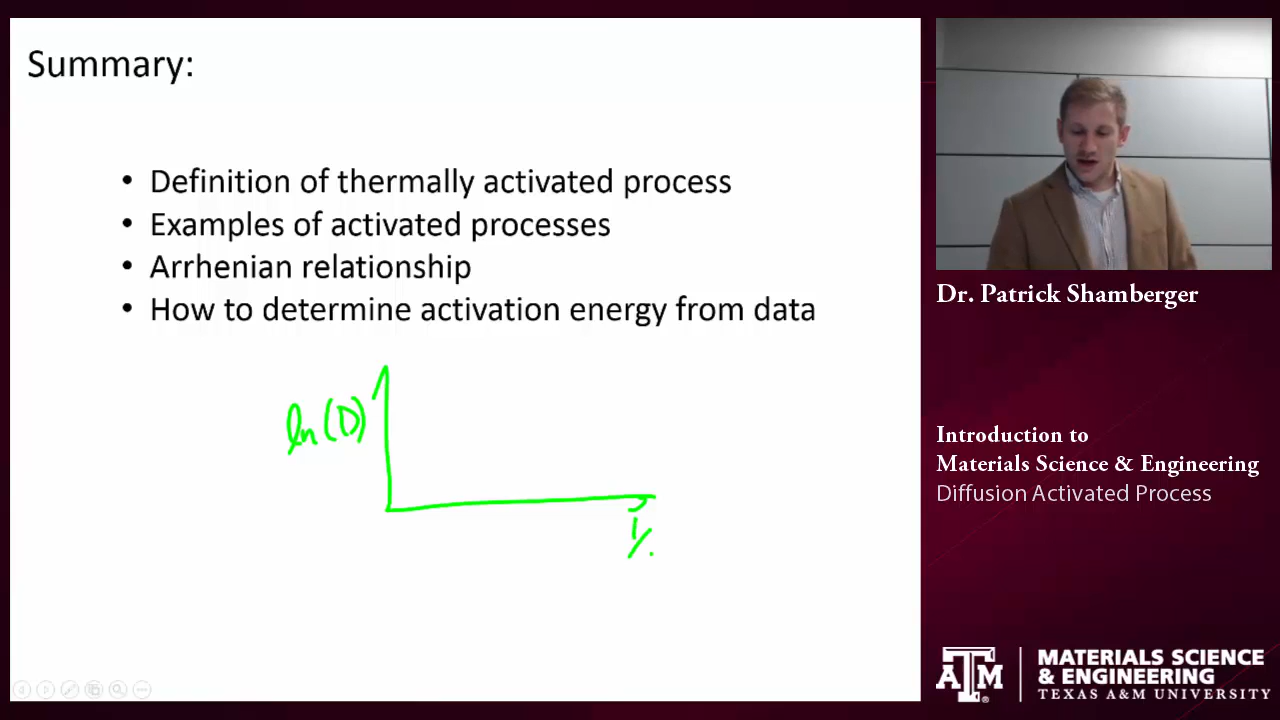 Summary:
• Definition of thermally activated process
• Examples of activated processes
• Arrhenian relationship
• How to determine activation energy from data
ln(D)
1/
Dr. Patrick Shamberger
Introduction to
Materials Science & Engineering
Diffusion Activated Process
ATM
MATERIALS SCIENCE
& ENGINEERING
TEXAS A&M UNIVERSITY